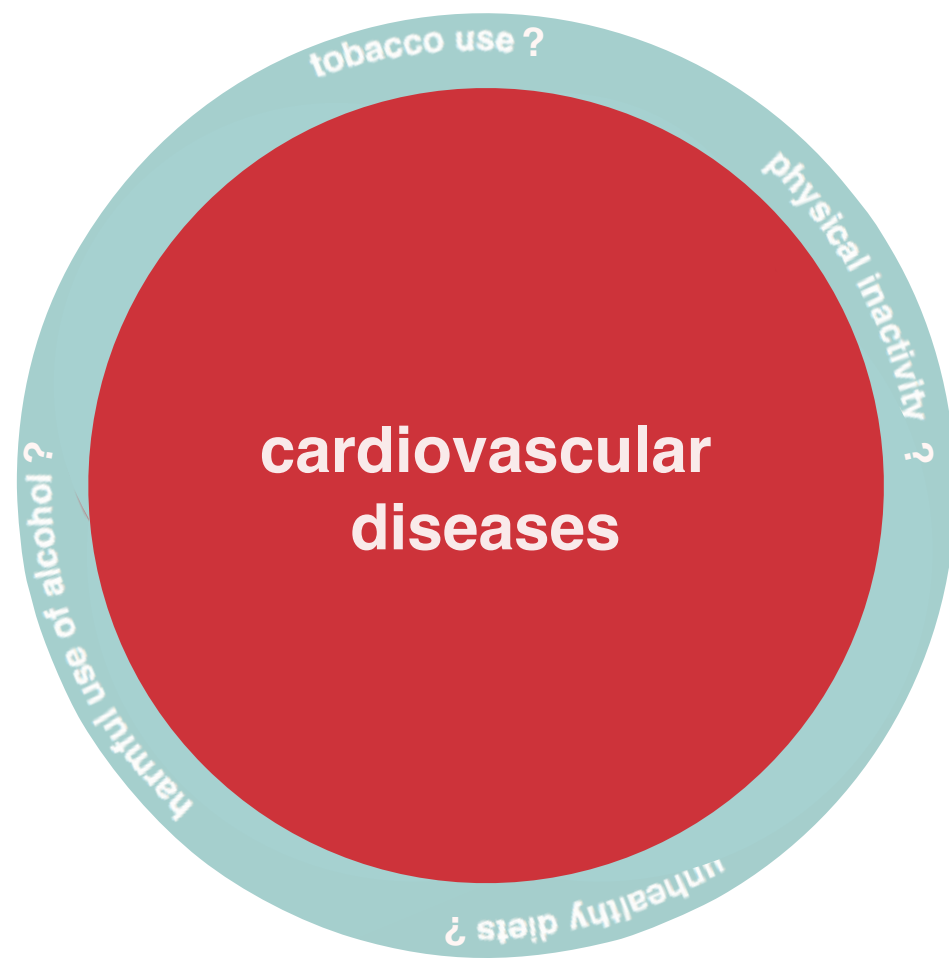 tobacco use ?
physical inactivity ?
cardiovascular
diseases
unhealthy diets ?
harmful use of alcohol ?